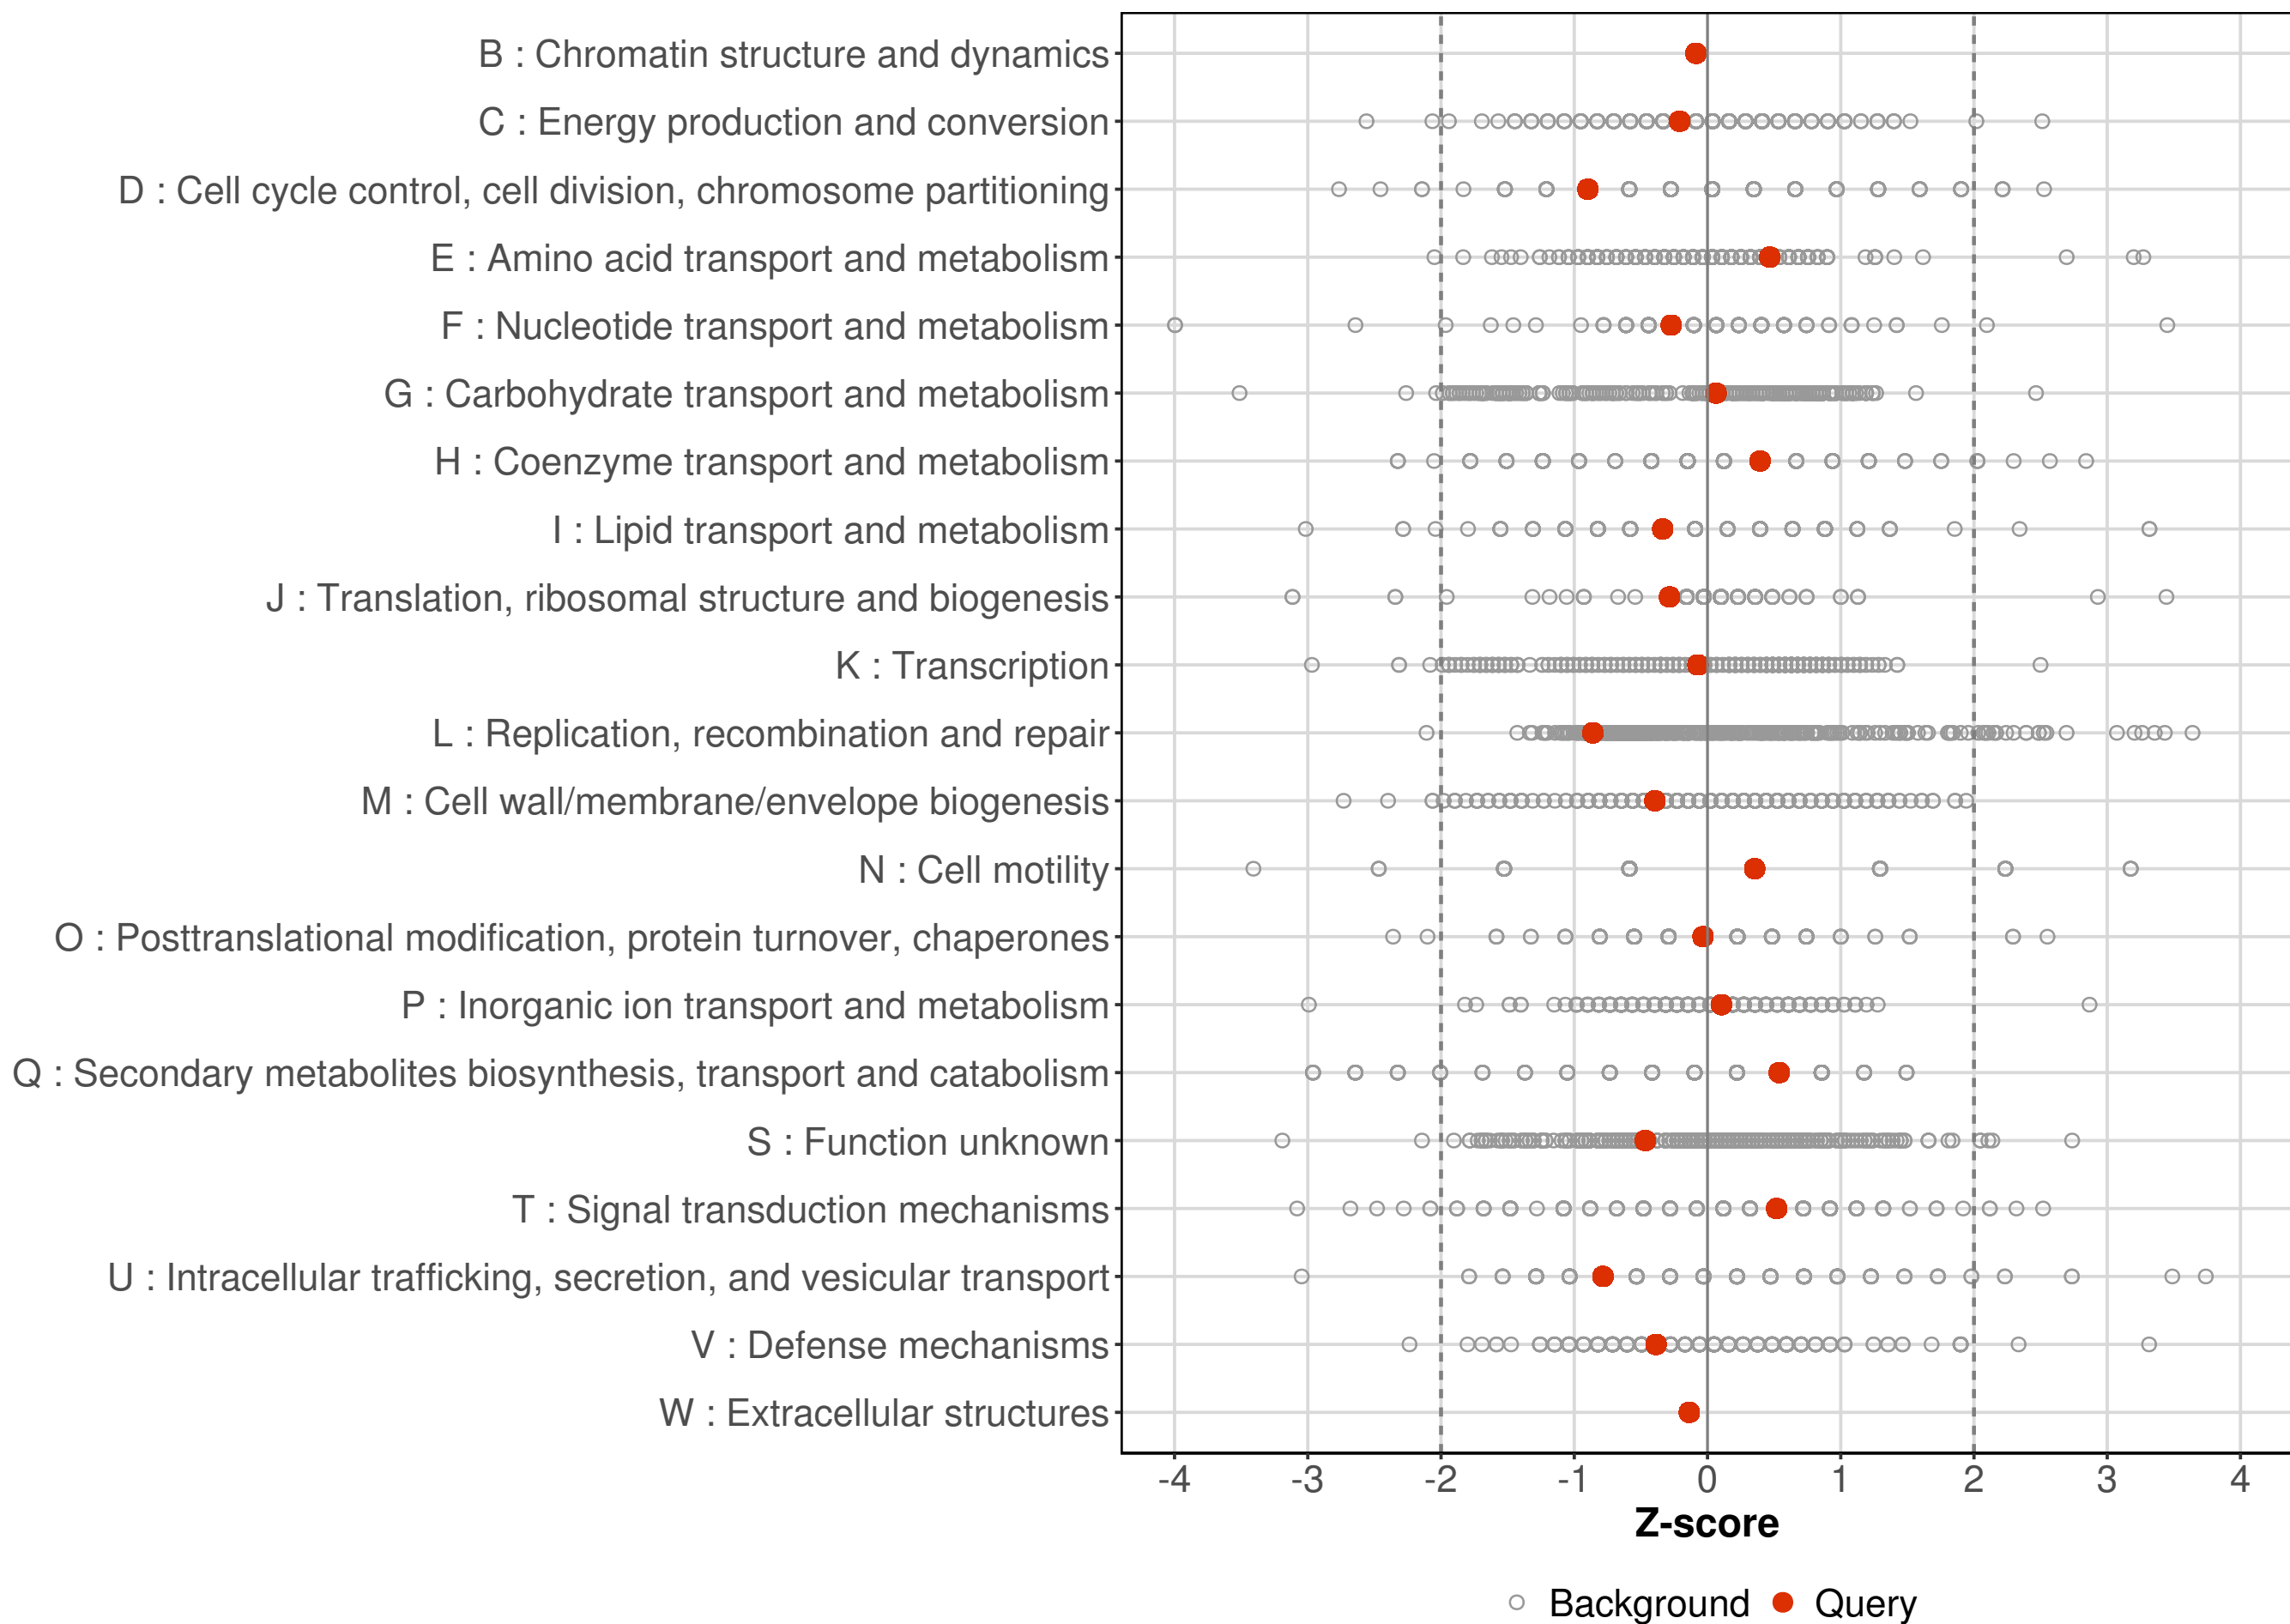 B : Chromatin structure and dynamics
C : Energy production and conversion
D : Cell cycle control, cell division, chromosome partitioning
E : Amino acid transport and metabolism
F : Nucleotide transport and metabolism
G : Carbohydrate transport and metabolism
H : Coenzyme transport and metabolism
I : Lipid transport and metabolism
J : Translation, ribosomal structure and biogenesis
K : Transcription
L : Replication, recombination and repair
M : Cell wall/membrane/envelope biogenesis
N : Cell motility
O : Posttranslational modification, protein turnover, chaperones
P : Inorganic ion transport and metabolism
Q : Secondary metabolites biosynthesis, transport and catabolism
S : Function unknown
T : Signal transduction mechanisms
U : Intracellular trafficking, secretion, and vesicular transport
V : Defense mechanisms
W : Extracellular structures
-4 -3 -2 -1 0 1 2 3 4
Z-score
Background Query